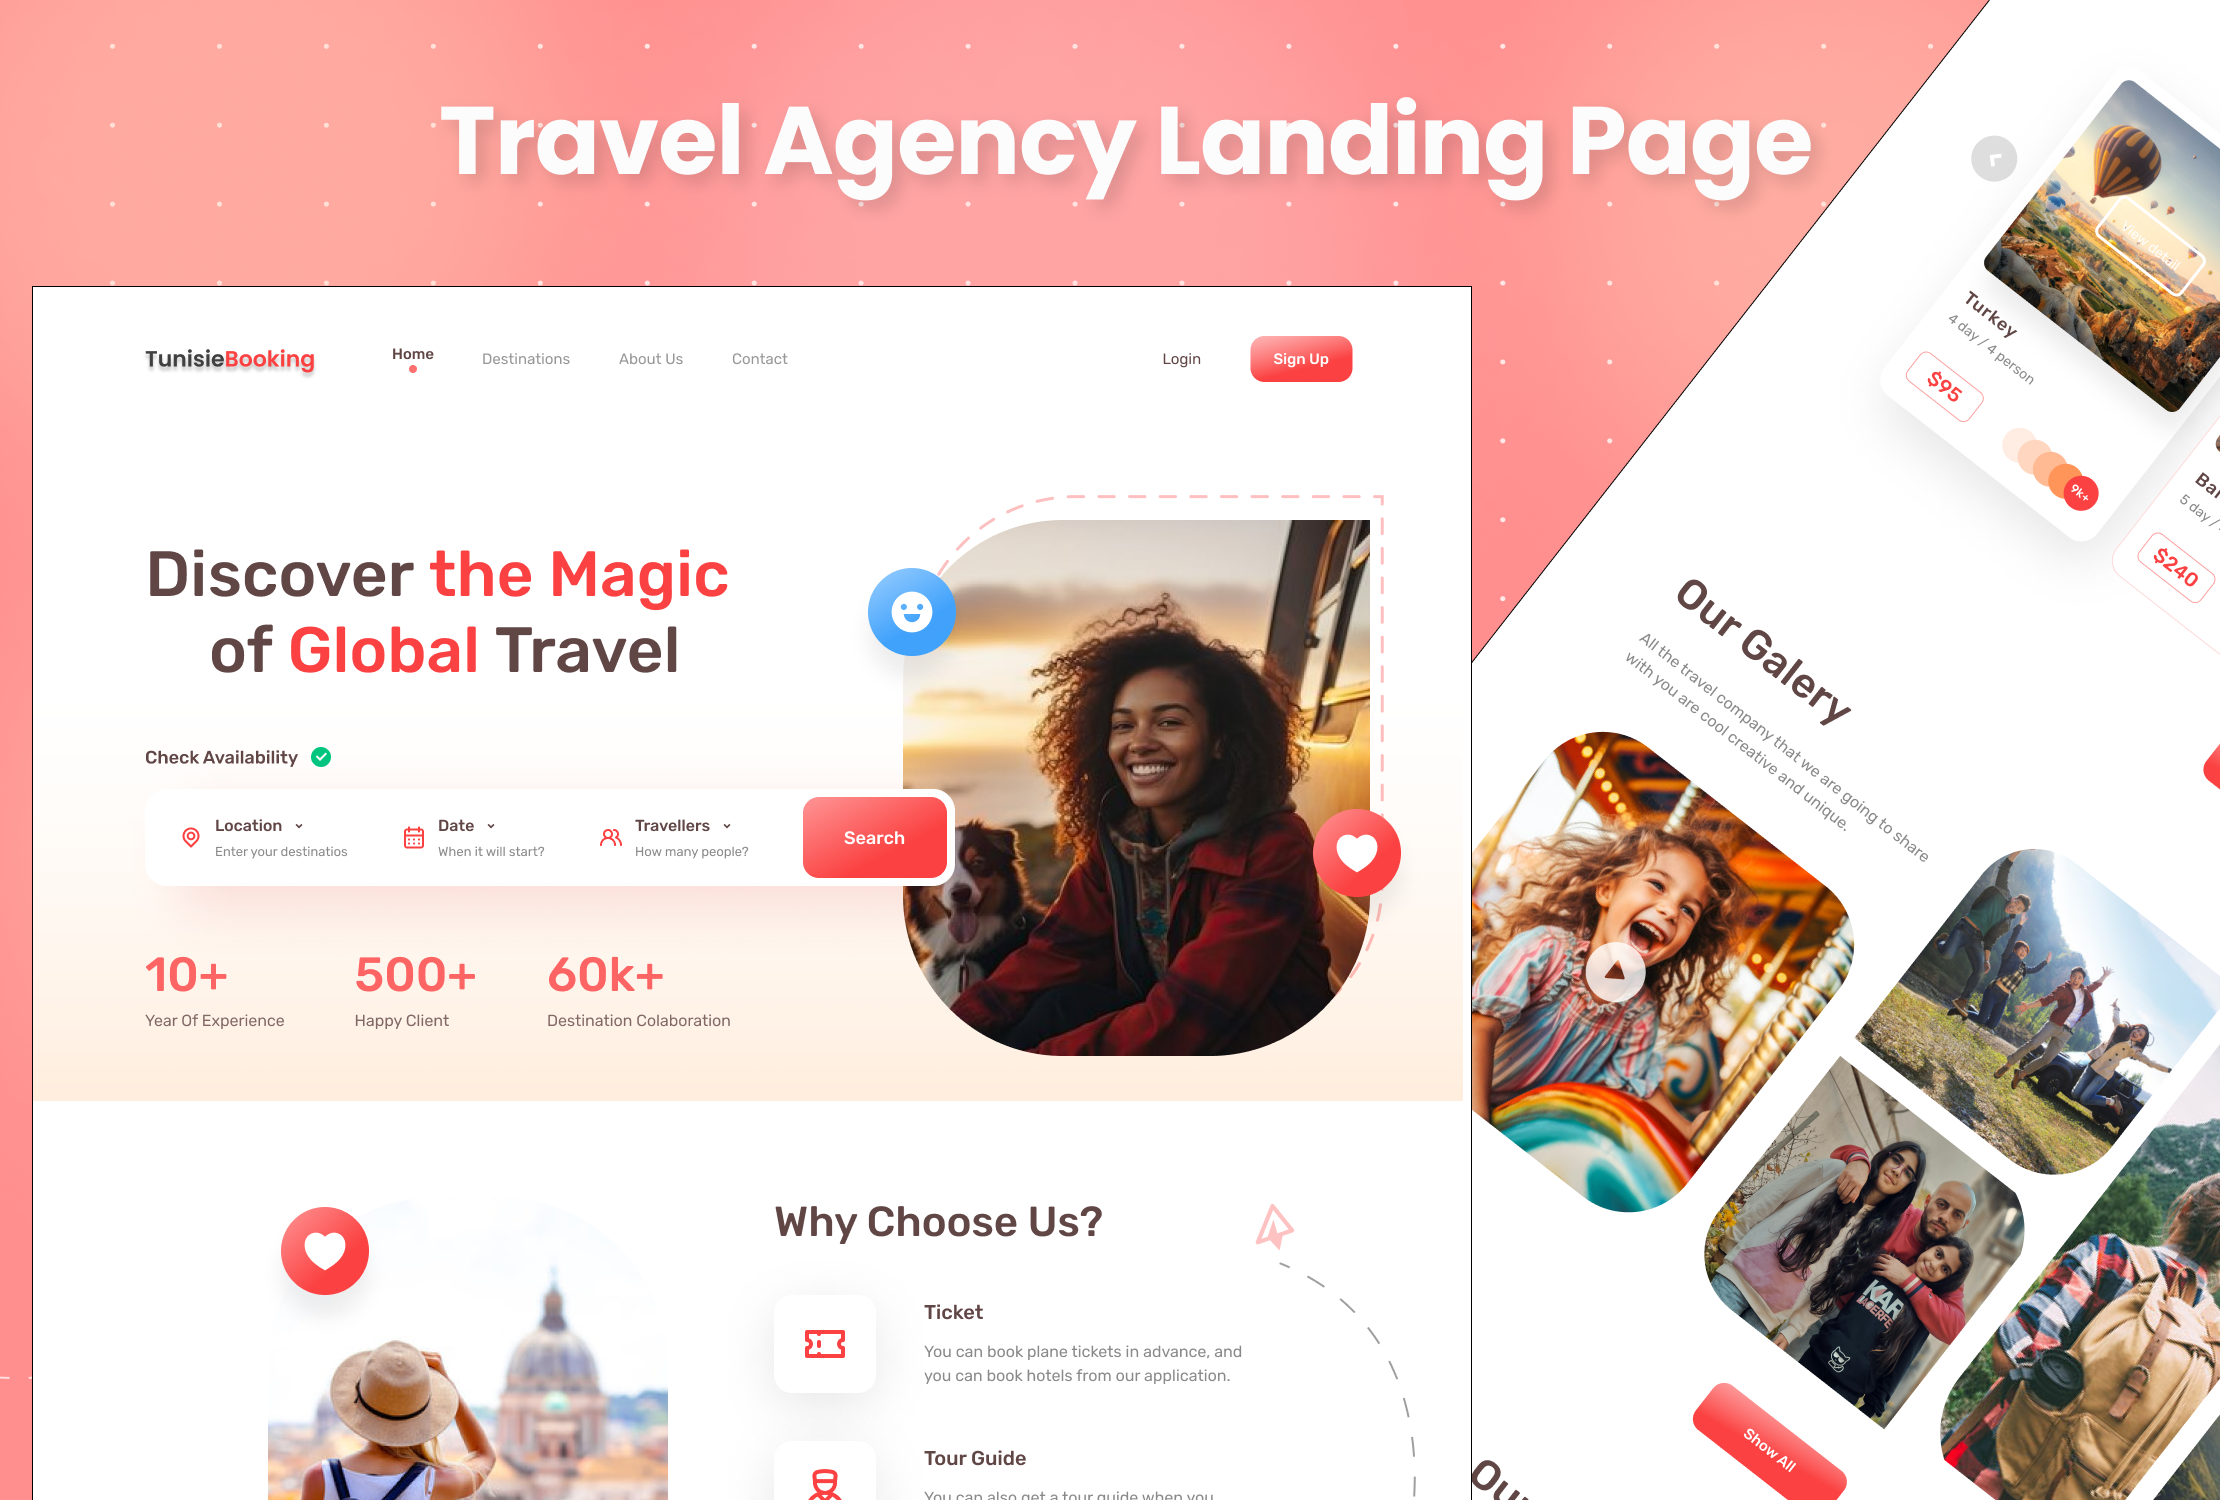 Travel Agency Landing Page
TunisieBooking
Home
Destinations
About Us
Contact
Login
Sign Up
Discover the Magic
of Global Travel
Check Availability
Location
Enter your destinatios
Date
When it will start?
Travellers
How many people?
Search
10+
Year Of Experience
500+
Happy Client
60k+
Destination Colaboration
Why Choose Us?
Ticket
You can book plane tickets in advance, and
you can book hotels from our application.
Tour Guide
You can also get a tour guide when you
View detail
Turkey
4 day / 4 person
$95
9k+
5 day /
$240
Our Galery
All the travel company that we are going to share
with you are cool creative and unique.
KAR
Show All